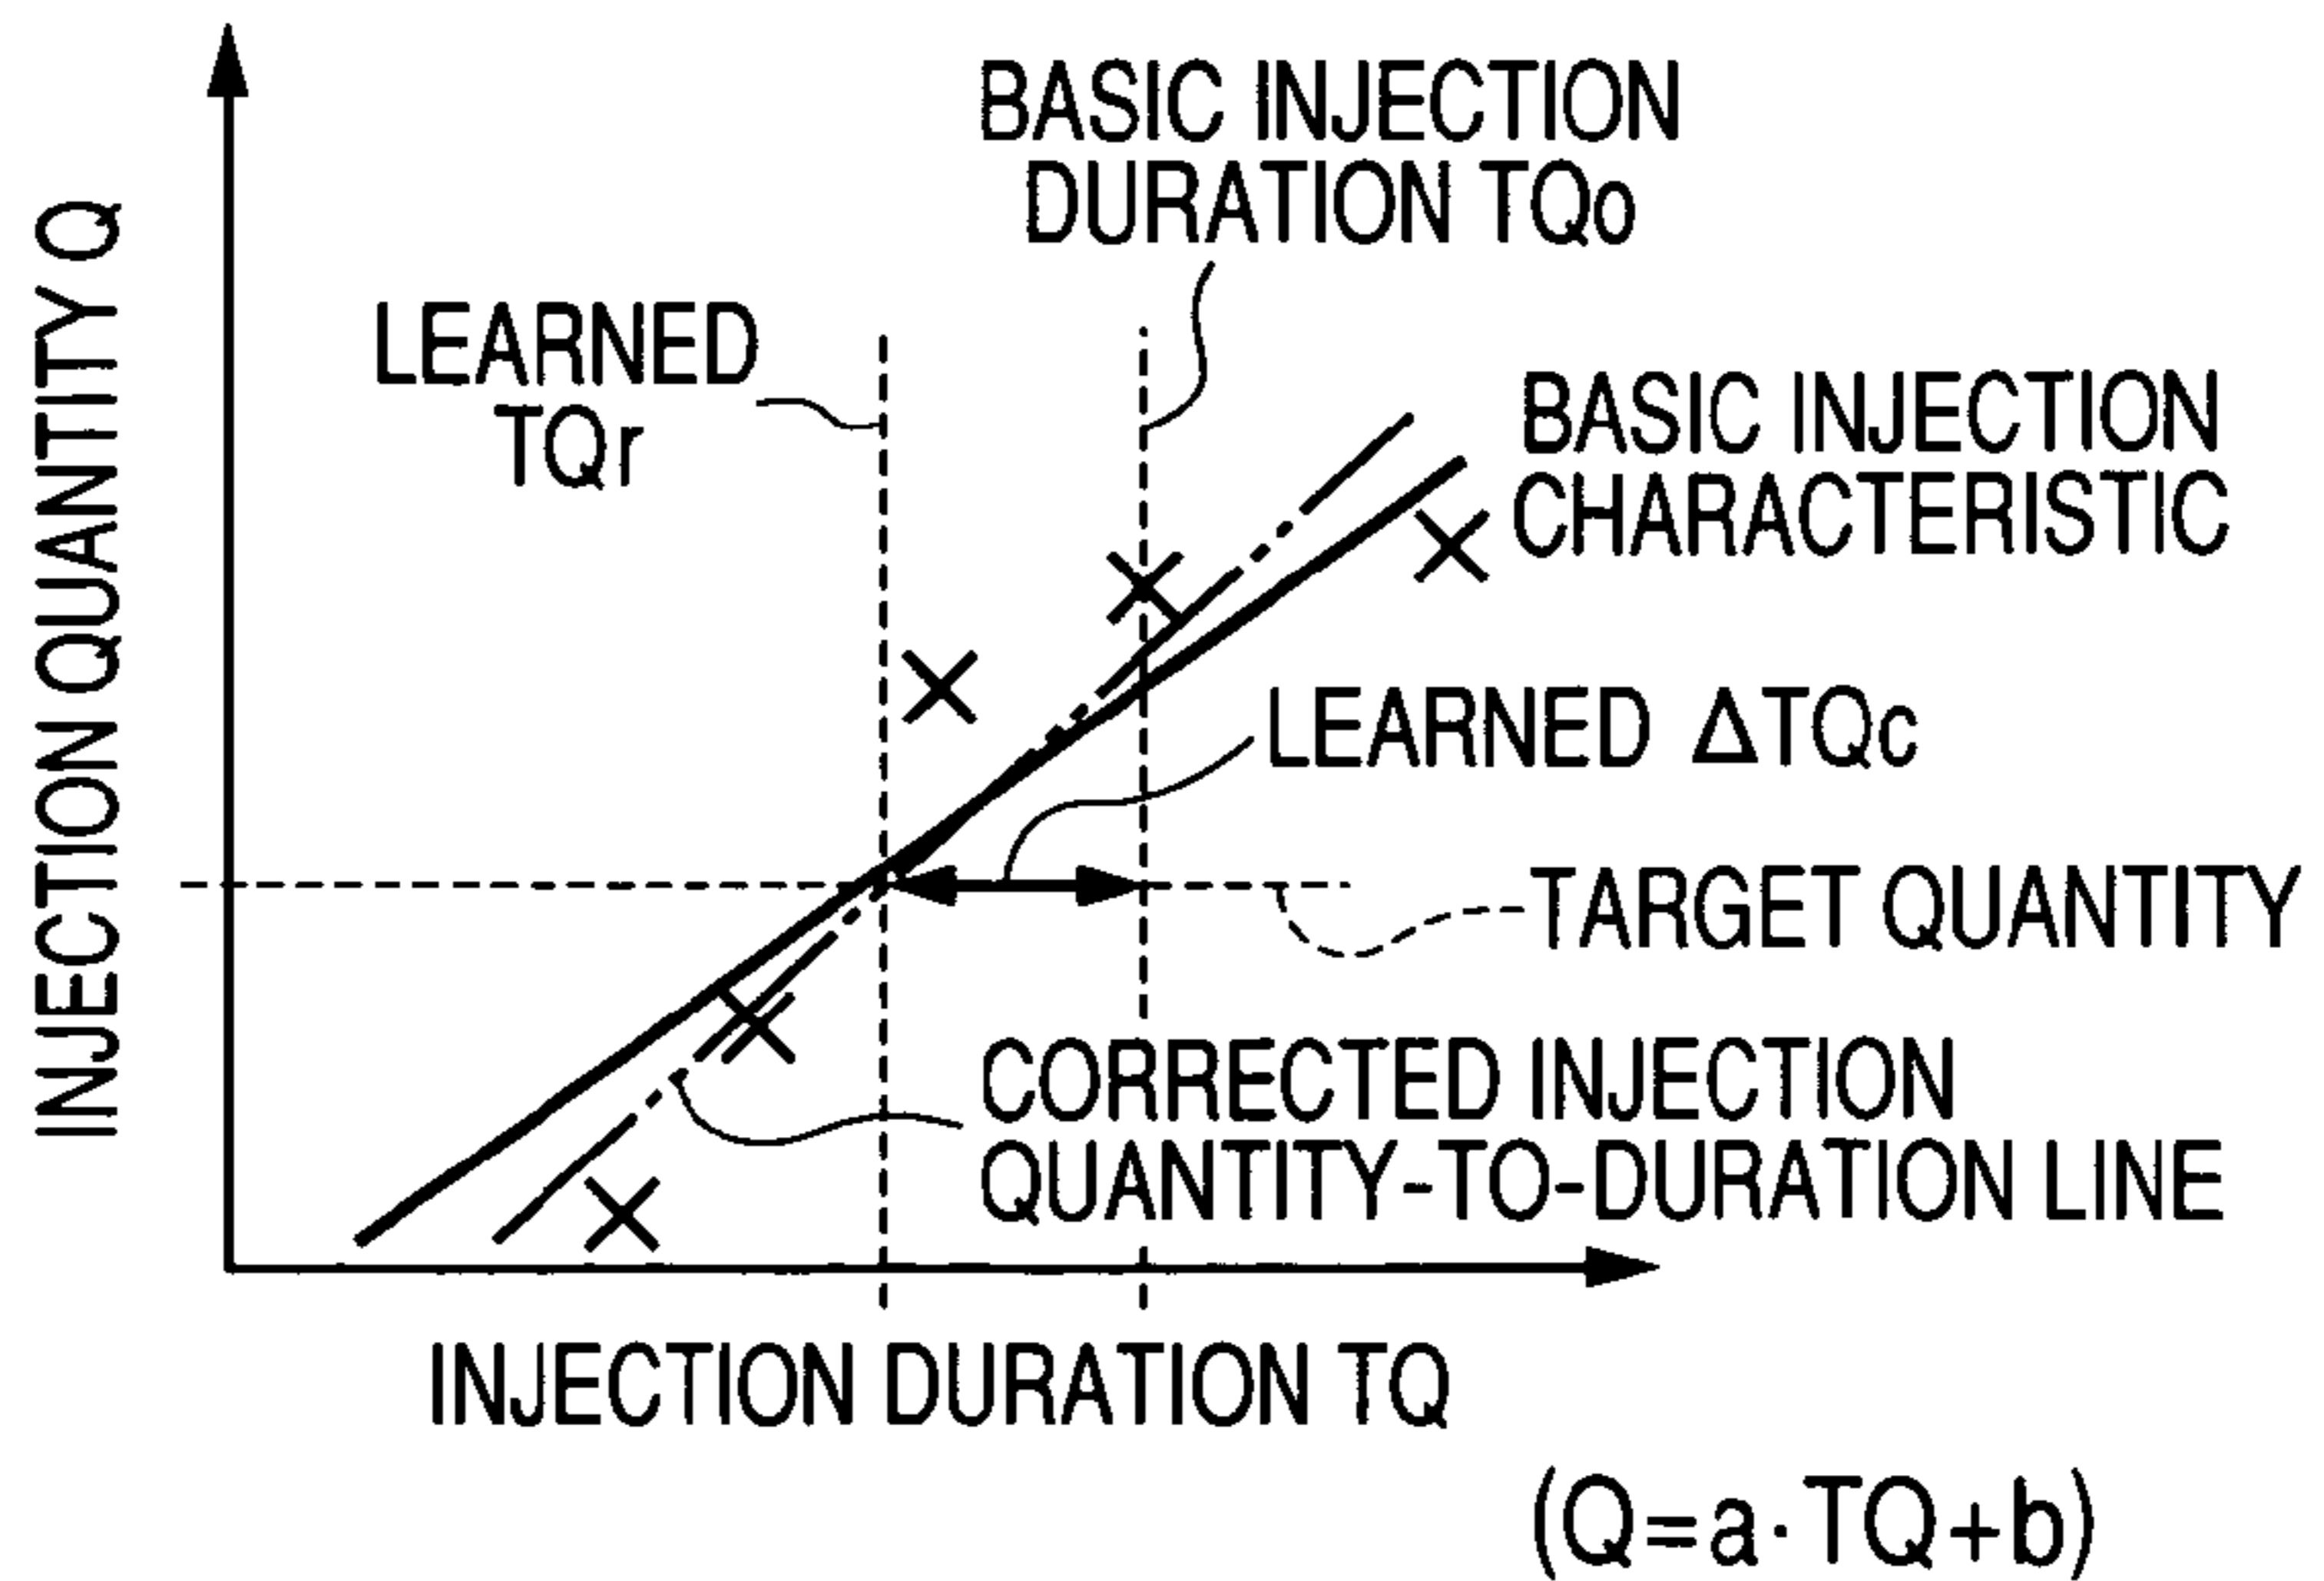 INJECTION QUANTITY Q
BASIC INJECTION
DURATION TQ0
LEARNED
TQr
BASIC INJECTION
CHARACTERISTIC
LEARNED ΔTQc
TARGET QUANTITY
CORRECTED INJECTION
QUANTITY-TO-DURATION LINE
INJECTION DURATION TQ
(Q=a·TQ+b)